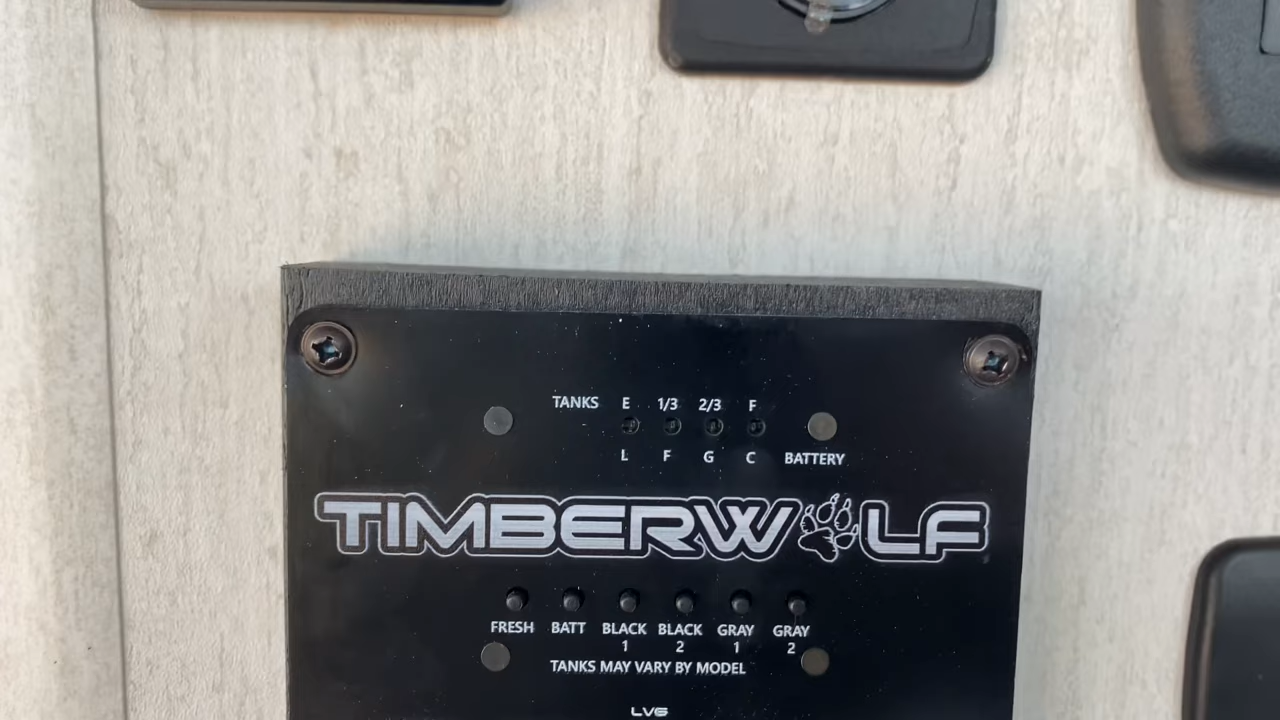 TANKS E 1/3 2/3 F
L F G C BATTERY
TIMBERWOLF
FRESH BATT BLACK 1 BLACK 2 GRAY 1 GRAY 2
TANKS MAY VARY BY MODEL
LV6